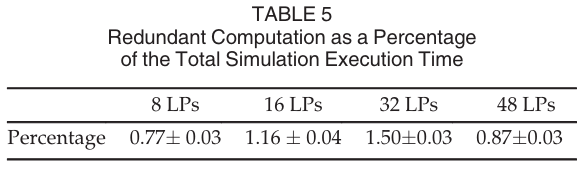 TABLE 5
Redundant Computation as a Percentage
of the Total Simulation Execution Time
8 LPs 16 LPs 32 LPs 48 LPs
Percentage 0.77± 0.03 1.16 ± 0.04 1.50±0.03 0.87±0.03